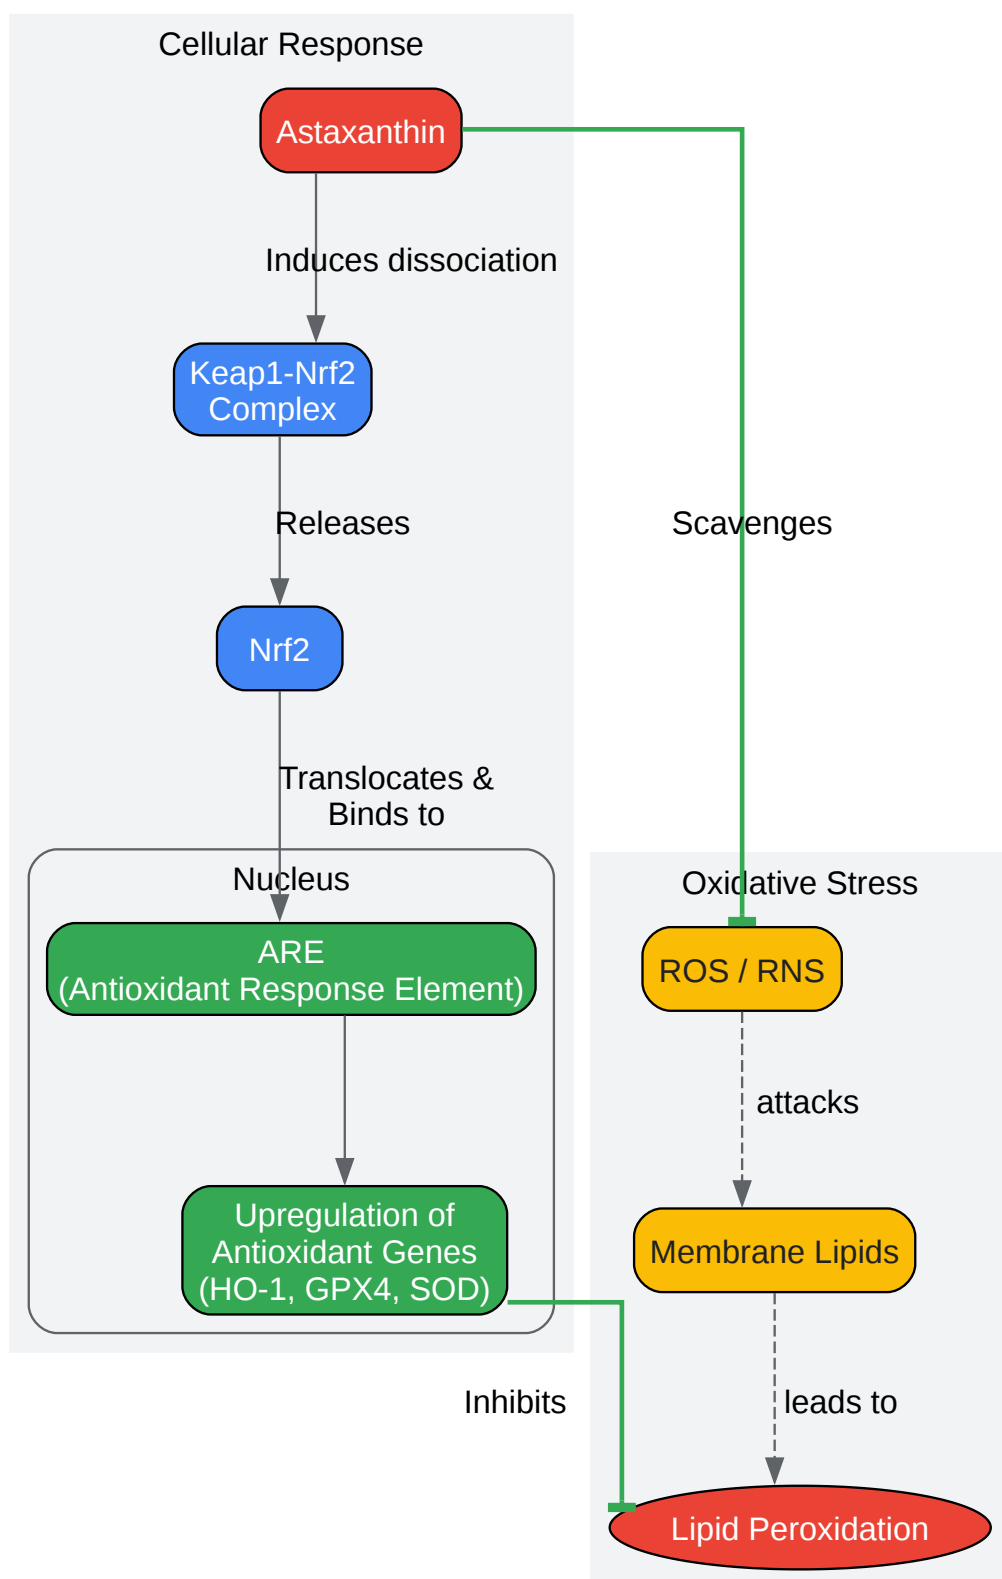 Cellular Response
Astaxanthin
Induces dissociation
Keap1-Nrf2
Complex
Releases
Scavenges
Nrf2
Translocates &
Binds to
Nucleus
Oxidative Stress
ARE
(Antioxidant Response Element)
ROS / RNS
attacks
Upregulation of
Antioxidant Genes
(HO-1, GPX4, SOD)
Membrane Lipids
Inhibits
leads to
Lipid Peroxidation